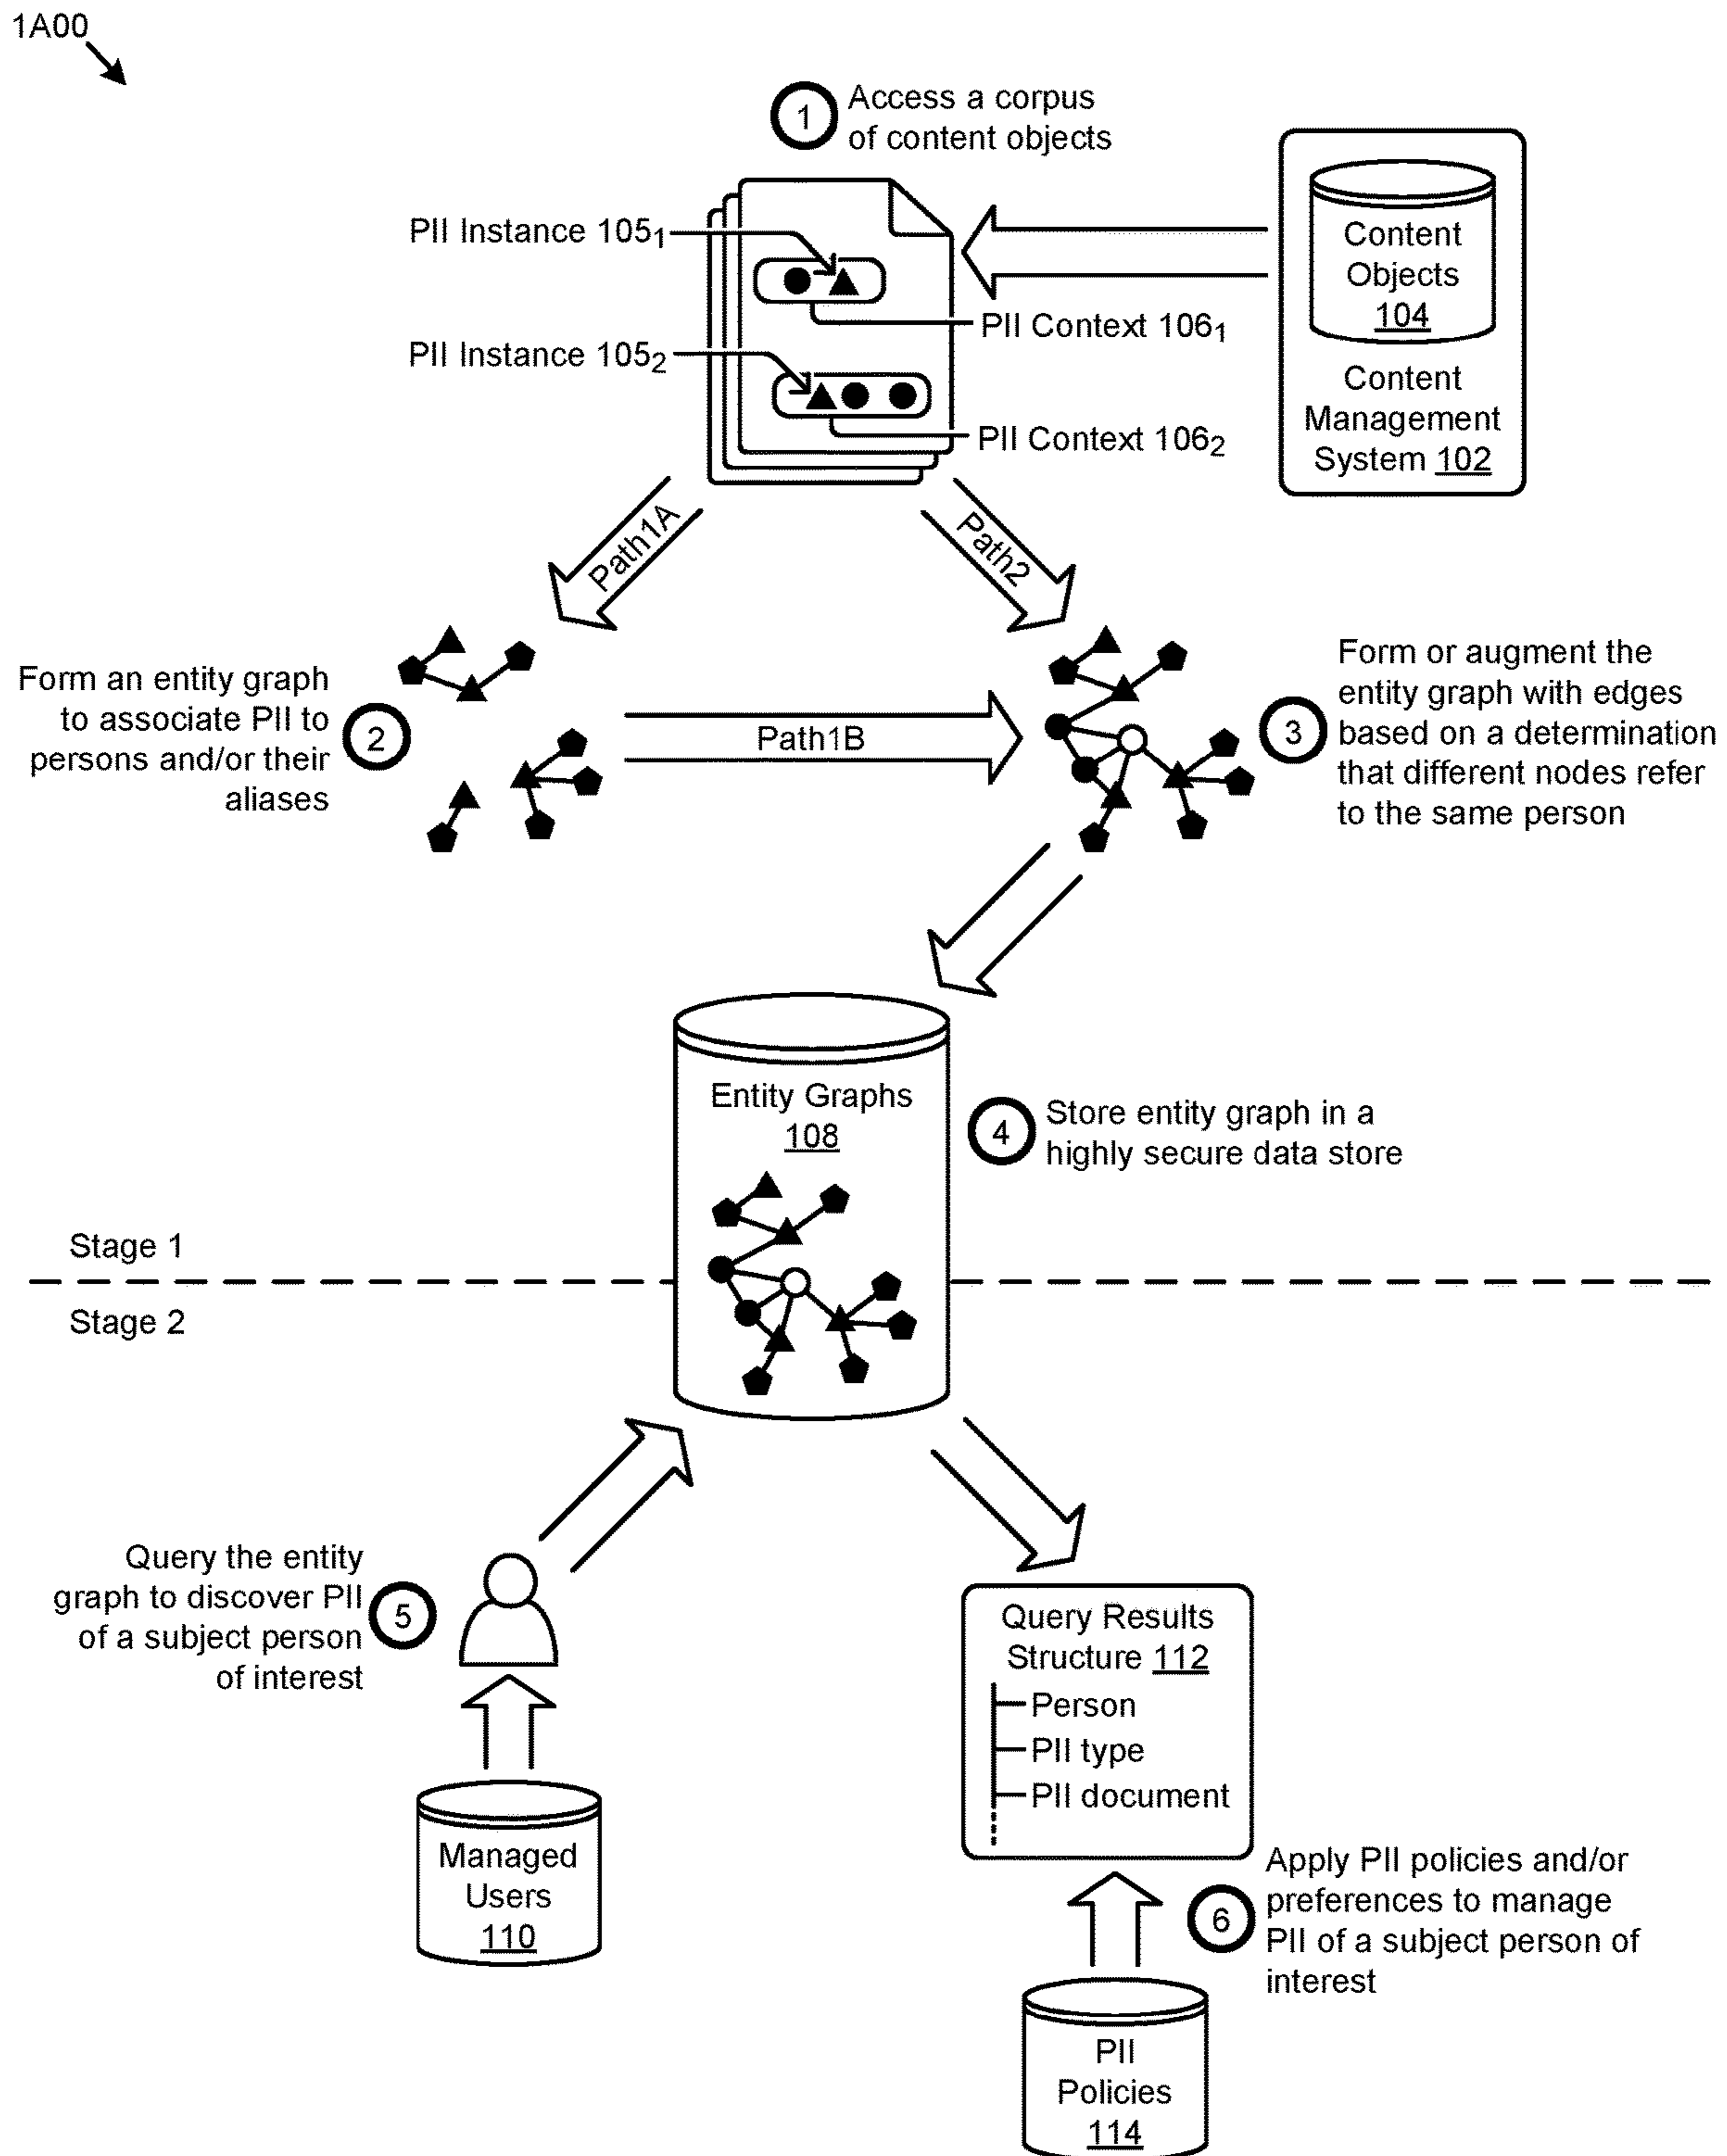 1A00
1
Access a corpus
of content objects
PII Instance 105₁
PII Context 106₁
PII Instance 105₂
PII Context 106₂
Content
Objects
104
Content
Management
System 102
Path1A
Path2
Form an entity graph
to associate PII to
persons and/or their
aliases
2
Path1B
3
Form or augment the
entity graph with edges
based on a determination
that different nodes refer
to the same person
Entity Graphs
108
4
Store entity graph in a
highly secure data store
Stage 1
Stage 2
Query the entity
graph to discover PII
of a subject person
of interest
5
Query Results
Structure 112
Person
PII type
PII document
Managed
Users
110
6
Apply PII policies and/or
preferences to manage
PII of a subject person of
interest
PII
Policies
114